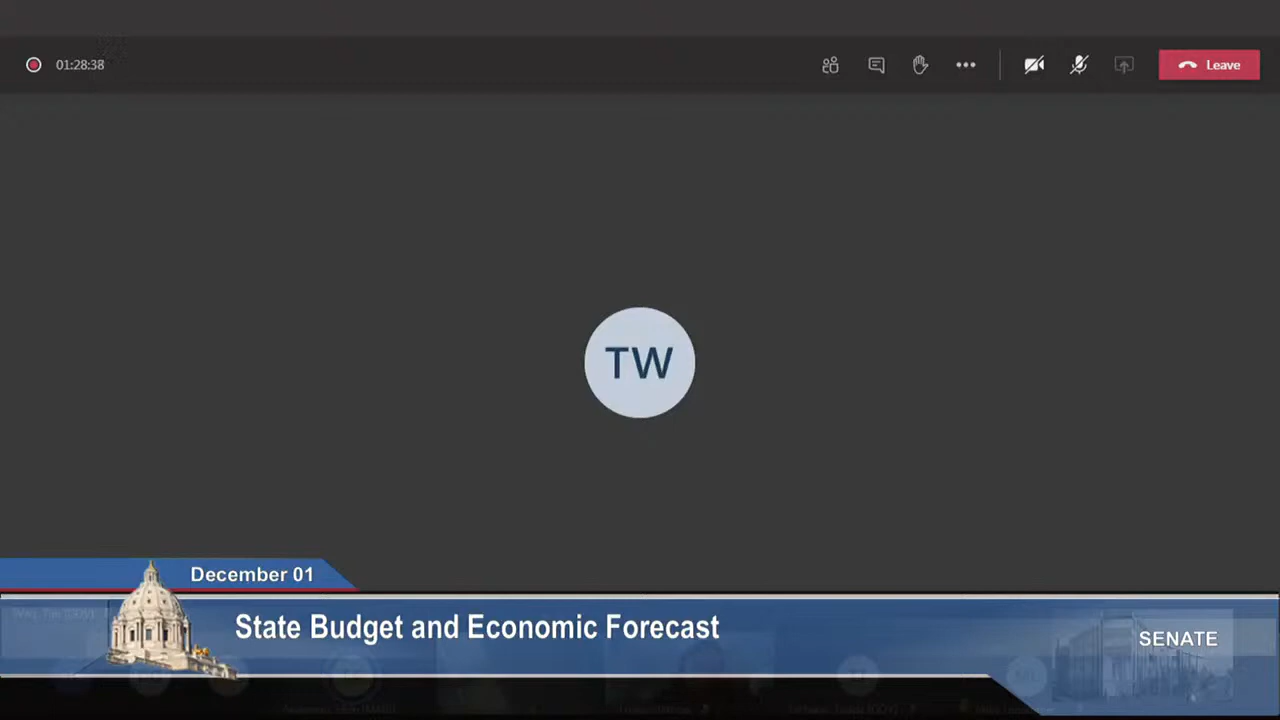 01:28:38
Leave
TW
December 01
State Budget and Economic Forecast
SENATE